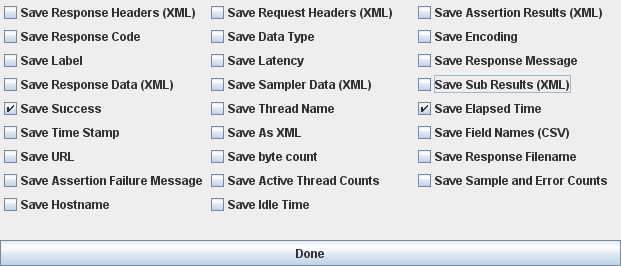 Save Response Headers (XML) Save Request Headers (XML) Save Assertion Results (XML)
Save Response Code Save Data Type Save Encoding
Save Label Save Latency Save Response Message
Save Response Data (XML) Save Sampler Data (XML) Save Sub Results (XML)
Save Success Save Thread Name Save Elapsed Time
Save Time Stamp Save As XML Save Field Names (CSV)
Save URL Save byte count Save Response Filename
Save Assertion Failure Message Save Active Thread Counts Save Sample and Error Counts
Save Hostname Save Idle Time
Done